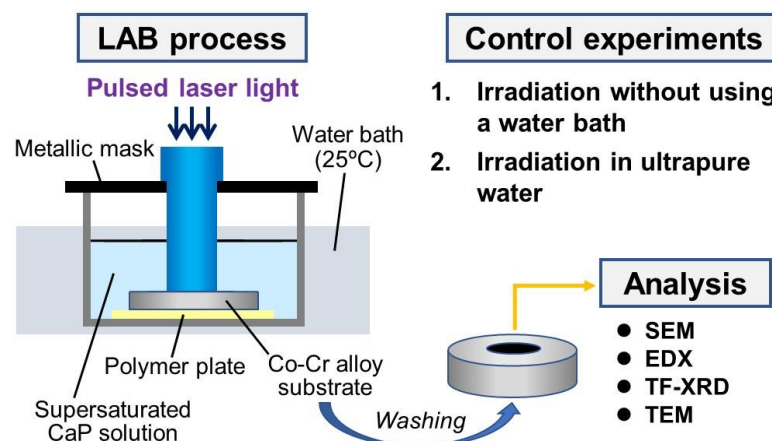 LAB process
Pulsed laser light
Metallic mask
Water bath
(25ºC)
Polymer plate
Co-Cr alloy
substrate
Supersaturated
CaP solution
Washing
Control experiments
1. Irradiation without using
a water bath
2. Irradiation in ultrapure
water
Analysis
● SEM
● EDX
● TF-XRD
● TEM